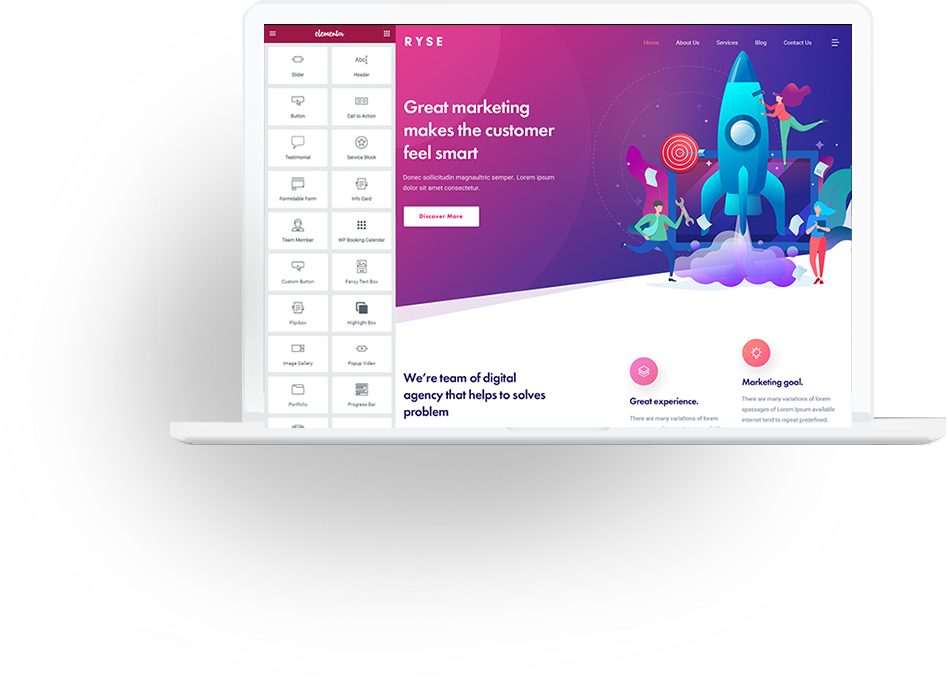 elementor
Slider
Header
Button
Call to Action
Testimonial
Service Block
Formidable Form
Info Card
Team Member
WP Booking Calendar
Custom Button
Fancy Text Box
Flip-box
Highlight Box
Image Gallery
Popup Video
Portfolio
Progress Bar
RYSE
Home
About Us
Services
Blog
Contact Us
Great marketing
makes the customer
feel smart
Donec sollicitudin magnaultric semper. Lorem ipsum
dolor sit amet consectetur.
Discover More
We're team of digital
agency that helps to solves
problem
Great experience.
There are many variations of lorem
Marketing goal.
There are many variations of lorem
spassages of Lorem Ipsum available
internet tend to repeat predefined.